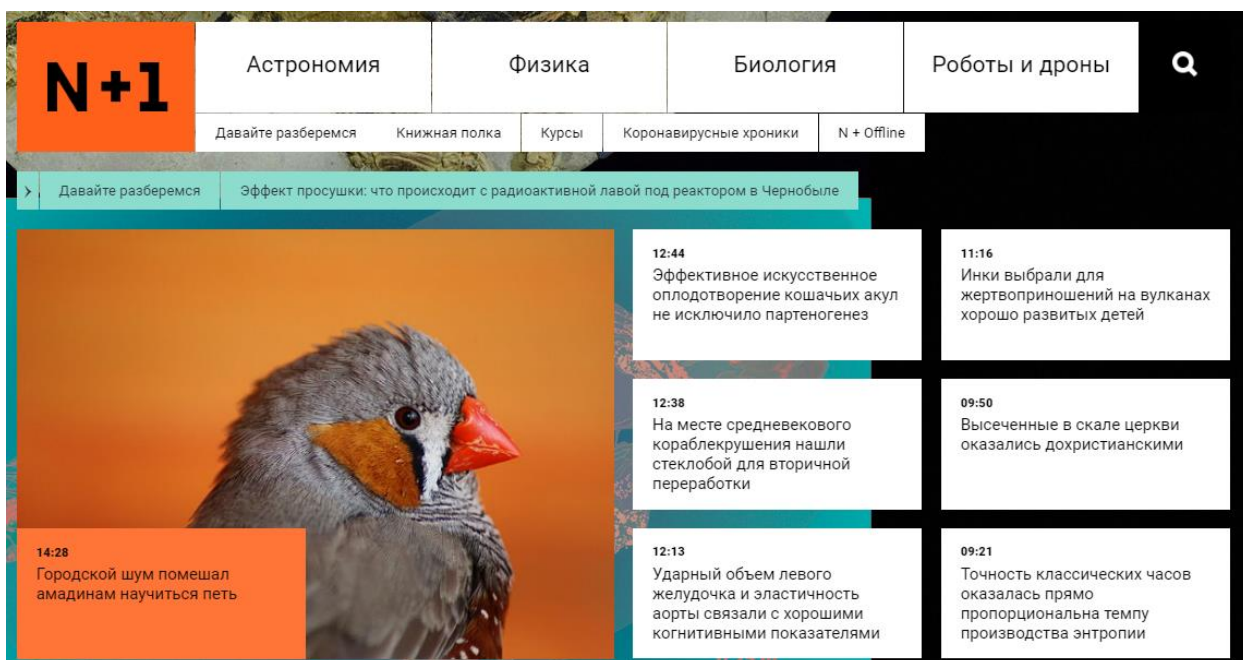 N+1
Астрономия
Физика
Биология
Роботы и дроны
Давайте разберемся
Книжная полка
Курсы
Коронавирусные хроники
N + Offline
Давайте разберемся
Эффект просушки: что происходит с радиоактивной лавой под реактором в Чернобыле
14:28
Городской шум помешал
амадинам научиться петь
12:44
Эффективное искусственное
оплодотворение кошачьих акул
не исключило партеногенез
12:38
На месте средневекового
кораблекрушения нашли
стеклобой для вторичной
переработки
12:13
Ударный объем левого
желудочка и эластичность
аорты связали с хорошими
когнитивными показателями
11:16
Инки выбрали для
жертвоприношений на вулканах
хорошо развитых детей
09:50
Высеченные в скале церкви
оказались дохристианскими
09:21
Точность классических часов
оказалась прямо
пропорциональна темпу
производства энтропии